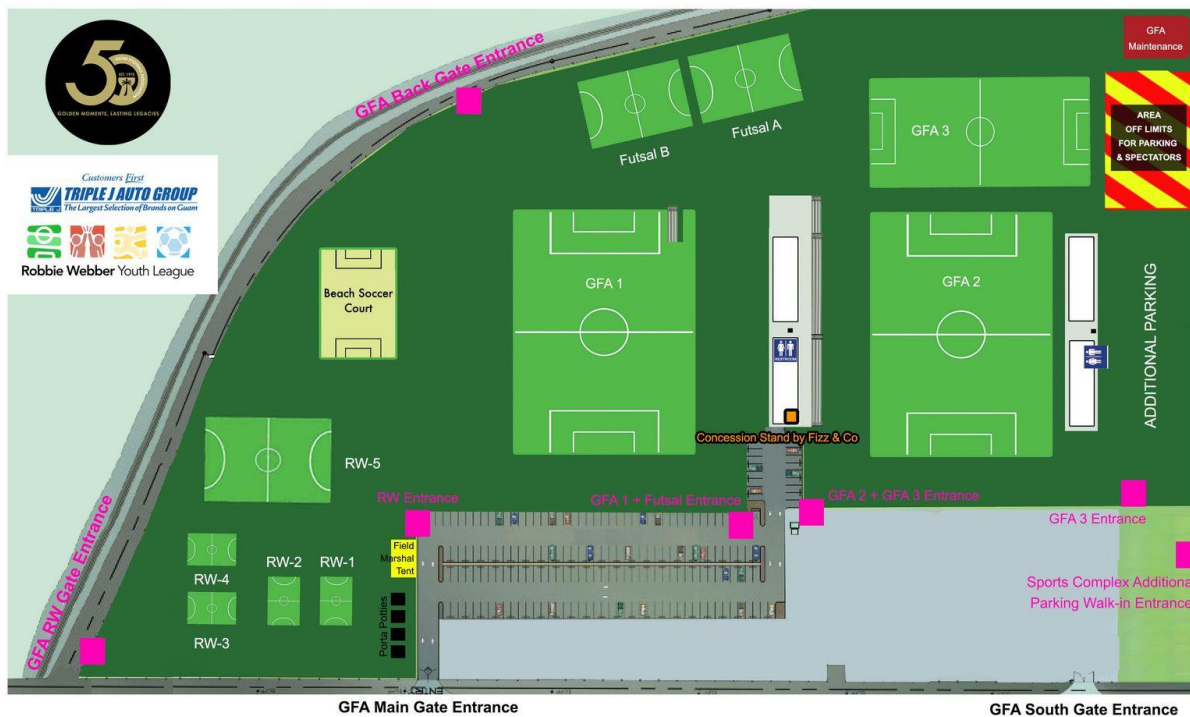 50
EST. 1975
GOLDEN MOMENTS, LASTING LEGACIES
Customers First
TRIPLE J
TRIPLE J AUTO GROUP
The Largest Selection of Brands on Guam
Robbie Webber Youth League
GFA Back Gate Entrance
Futsal B
Futsal A
GFA
Maintenance
GFA 3
AREA
OFF LIMITS
FOR PARKING
& SPECTATORS
Beach Soccer
Court
GFA 1
GFA 2
RESTROOM
ADDITIONAL PARKING
Concession Stand by Fizz & Co
RW-5
RW Entrance
GFA 1 + Futsal Entrance
GFA 2 + GFA 3 Entrance
GFA 3 Entrance
GFA RW Gate Entrance
Field
Marshal
Tent
RW-4
RW-2
RW-1
RW-3
Porta Potties
Sports Complex Additional
Parking Walk-in Entrance
ENTRY
GFA Main Gate Entrance
GFA South Gate Entrance